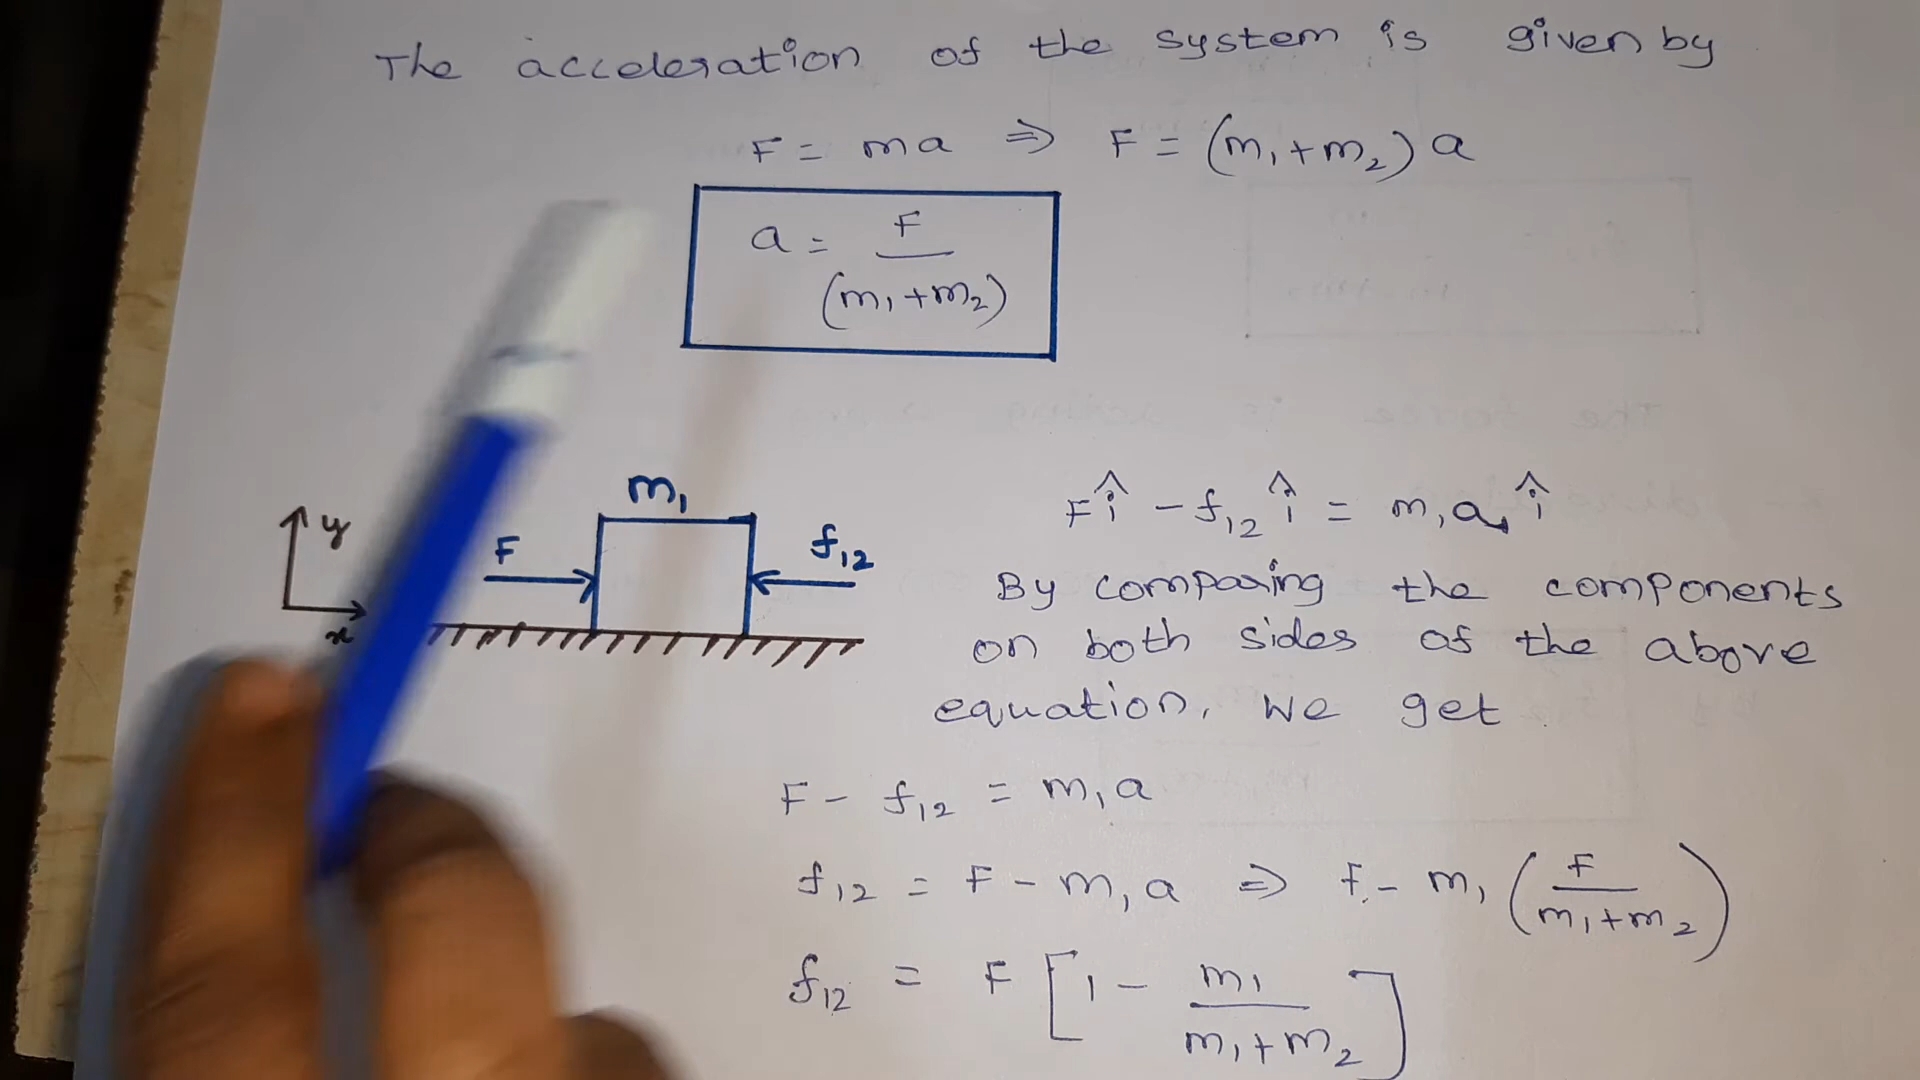 The acceleration of the system is given by
F = ma ⇒ F = (m₁+m₂) a
a = F / (m₁+m₂)
m₁
y
F
f₁₂
x
F î - f₁₂ î = m₁a î
By comparing the components
on both sides of the above
equation, we get
F - f₁₂ = m₁a
f₁₂ = F - m₁a ⇒ F - m₁ (F / m₁+m₂)
f₁₂ = F [1 - m₁ / m₁+m₂]